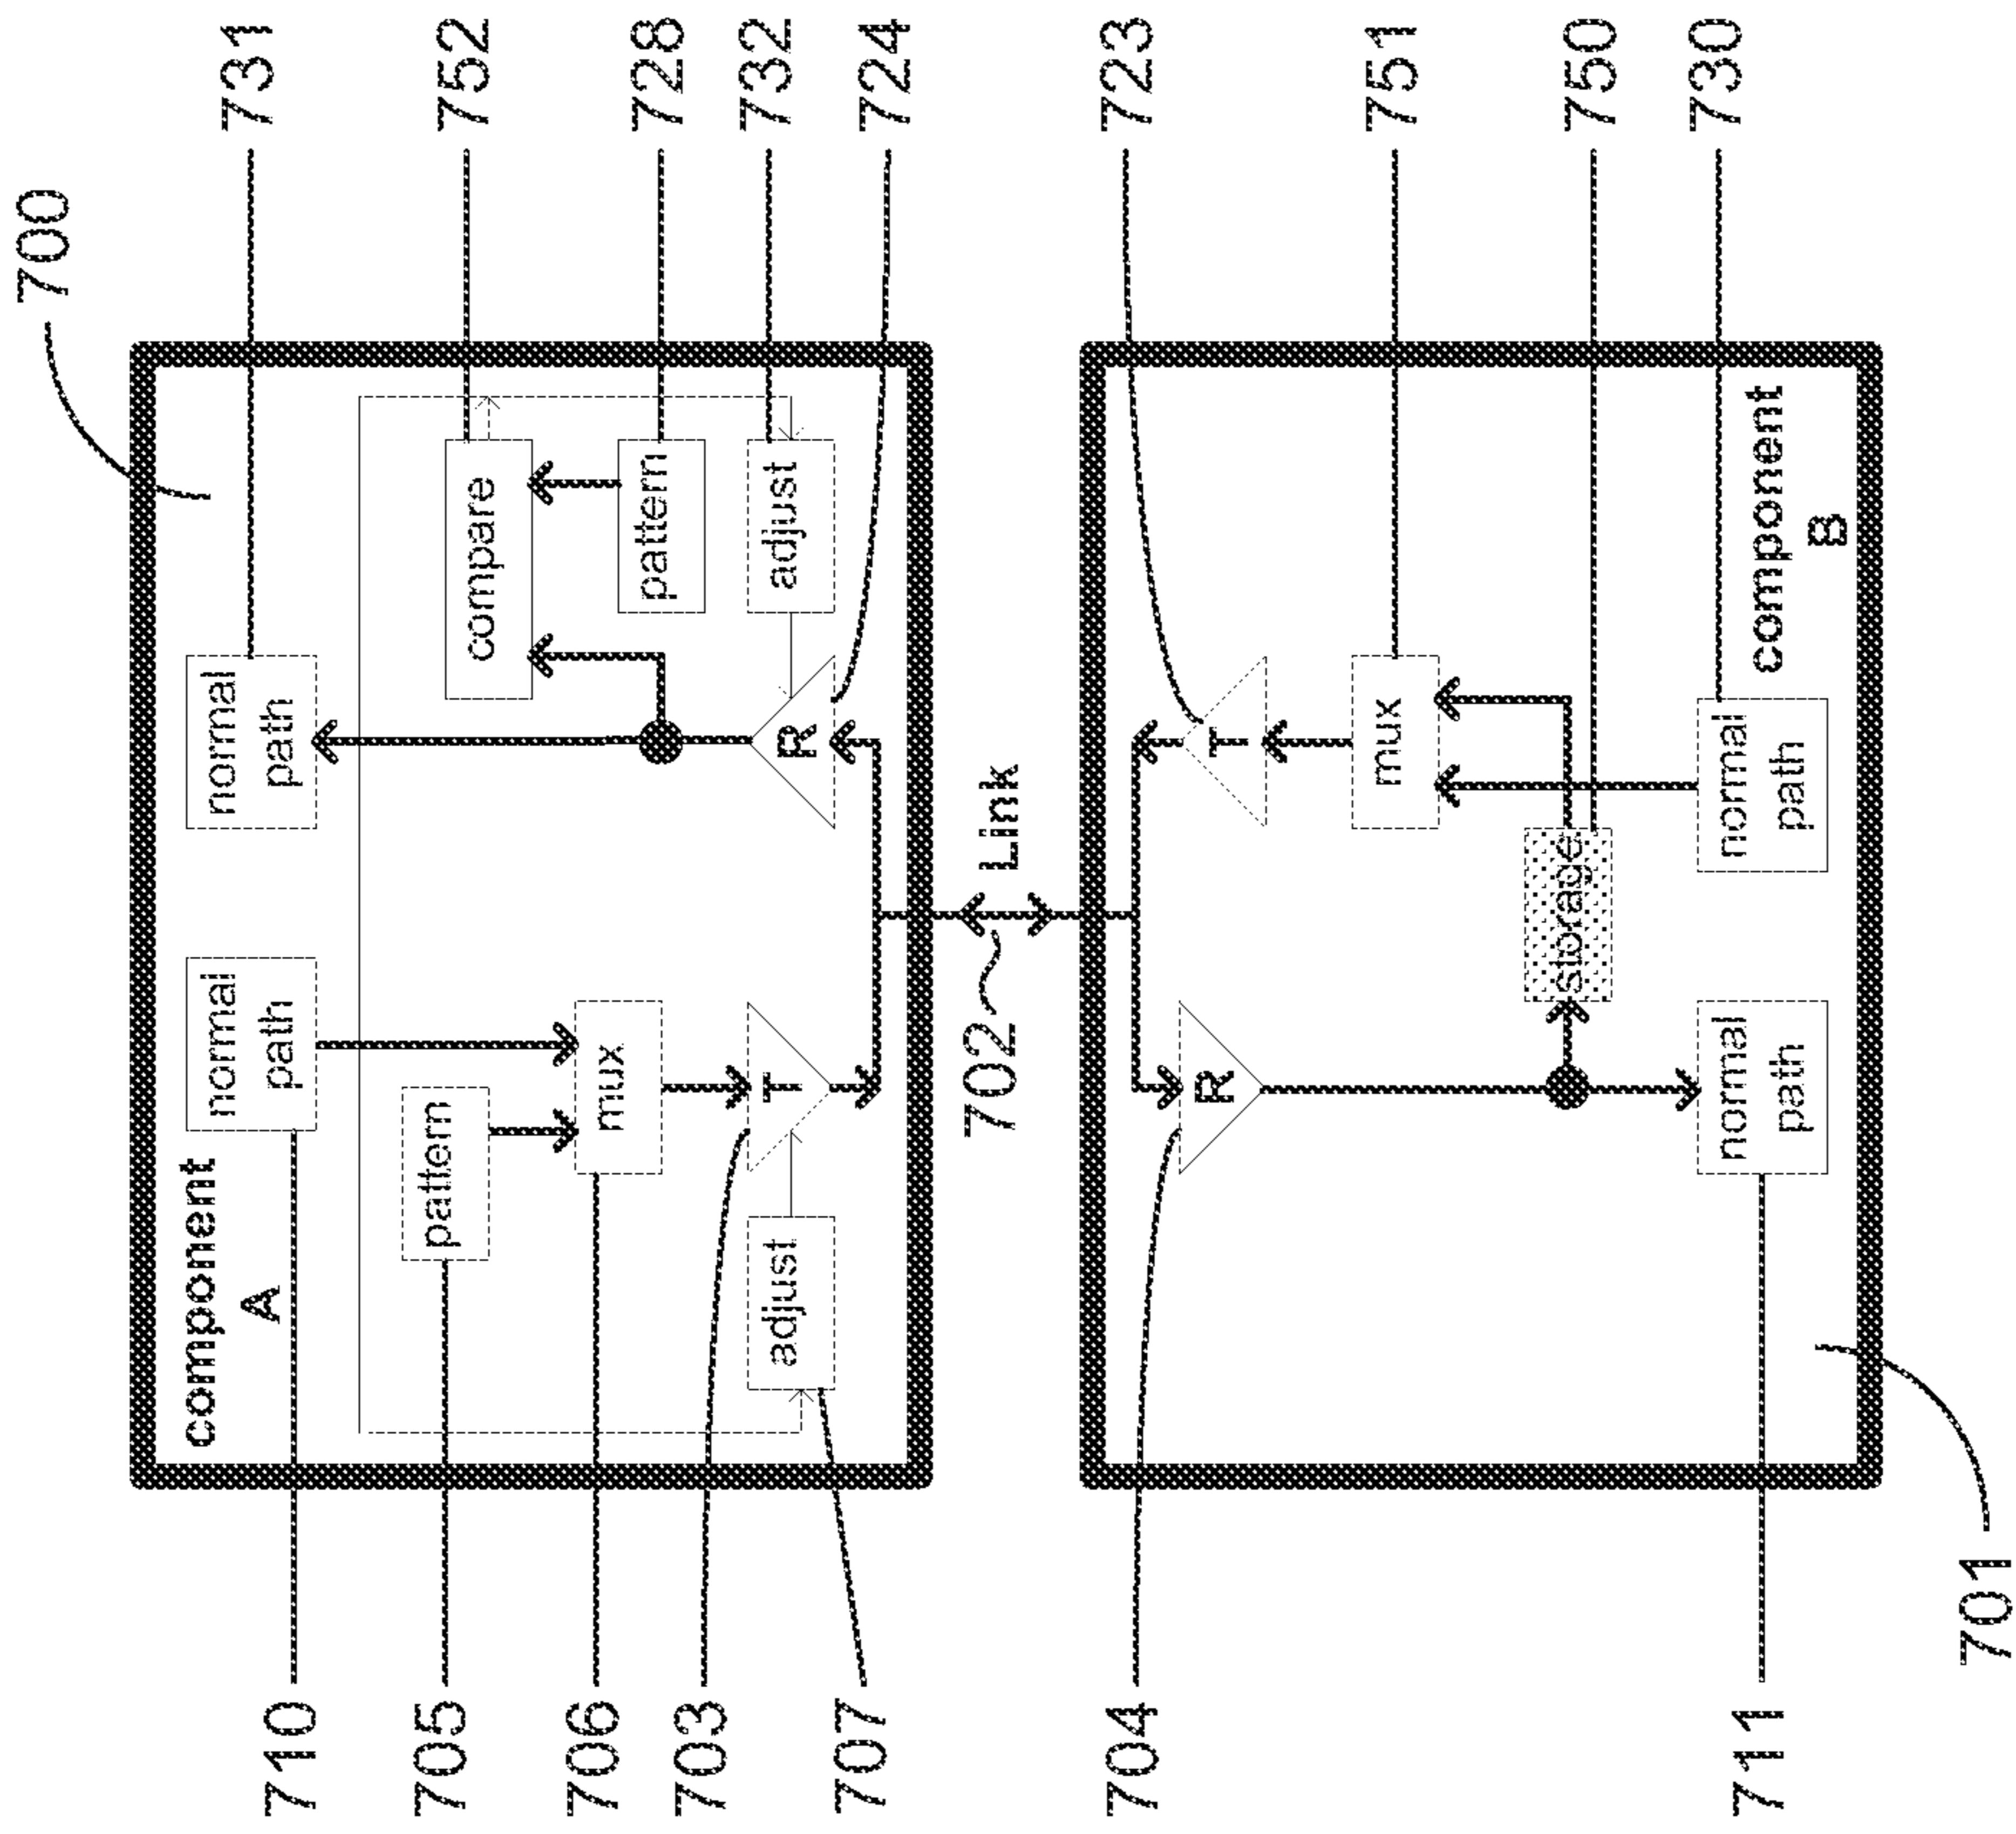 700
731
752
728
732
724
723
751
750
730
normal
path
compare
pattern
adjust
R
component
A
normal
path
pattern
mux
T
adjust
Link
702
T
mux
storage
normal
path
component
B
R
normal
path
710
705
706
703
707
704
711
701